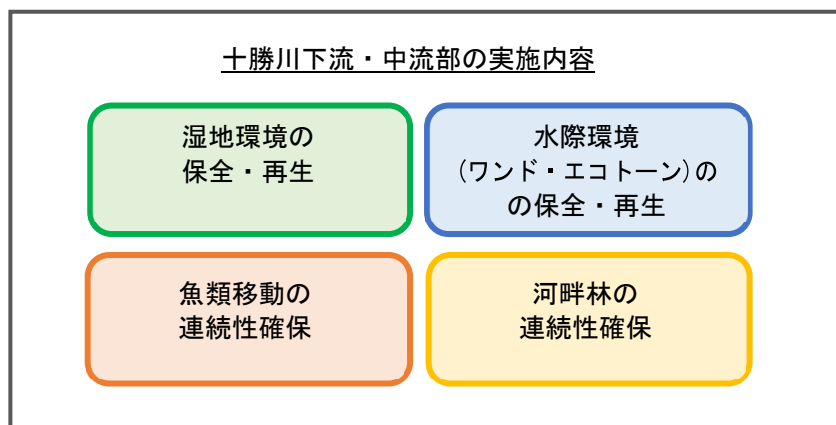 十勝川下流・中流部の実施内容
湿地環境の
保全・再生
水際環境
(ワンド・エコトーン)の
の保全・再生
魚類移動の
連続性確保
河畔林の
連続性確保